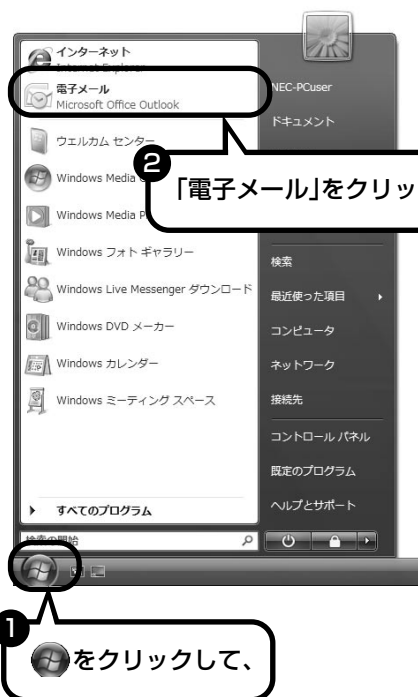 インターネット
Internet Explorer
電子メール
Microsoft Office Outlook
ウエルカム センター
Windows Media
Windows Media P
Windows フォト ギャラリー
Windows Live Messenger ダウンロード
Windows DVD メーカー
Windows カレンダー
Windows ミーティング スペース
すべてのプログラム
検索の開始
NEC-PCuser
ドキュメント
検索
最近使った項目
コンピュータ
ネットワーク
接続先
コントロール パネル
既定のプログラム
ヘルプとサポート
2
「電子メール」をクリッ
1
をクリックして、